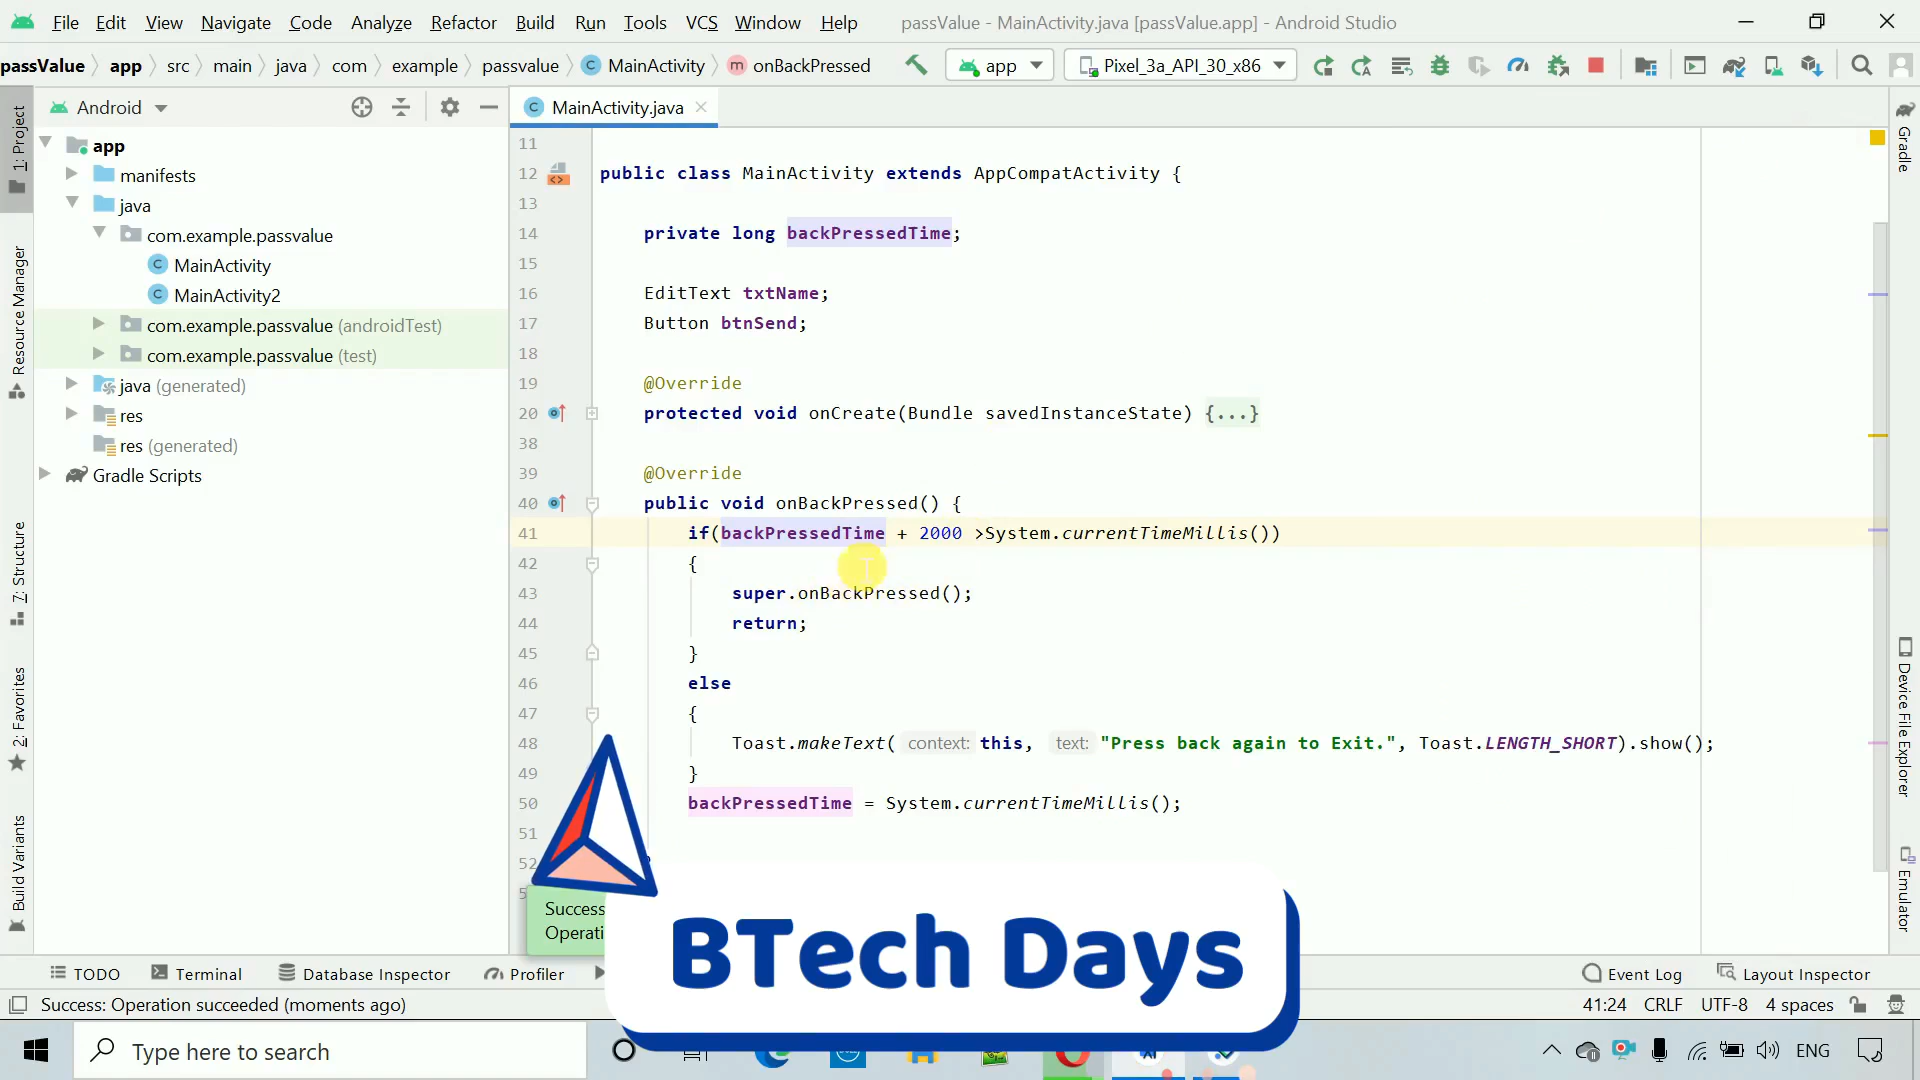 File Edit View Navigate Code Analyze Refactor Build Run Tools VCS Window Help passValue - MainActivity.java [passValue.app] - Android Studio
passValue app src main java com example passvalue MainActivity onBackPressed app Pixel_3a_API_30_x86
Android
MainActivity.java
1: Project
Resource Manager
7: Structure
2: Favorites
Build Variants
app
manifests
java
com.example.passvalue
MainActivity
MainActivity2
com.example.passvalue (androidTest)
com.example.passvalue (test)
java (generated)
res
res (generated)
Gradle Scripts
11
12 public class MainActivity extends AppCompatActivity {
13
14 private long backPressedTime;
15
16 EditText txtName;
17 Button btnSend;
18
19 @Override
20 protected void onCreate(Bundle savedInstanceState) {...}
38
39 @Override
40 public void onBackPressed() {
41 if(backPressedTime + 2000 >System.currentTimeMillis())
42 {
43 super.onBackPressed();
44 return;
45 }
46 else
47 {
48 Toast.makeText( context: this, text: "Press back again to Exit.", Toast.LENGTH_SHORT).show();
49 }
50 backPressedTime = System.currentTimeMillis();
51
52
Gradle
Device File Explorer
Emulator
Success
Operati
BTech Days
TODO Terminal Database Inspector Profiler Event Log Layout Inspector
Success: Operation succeeded (moments ago) 41:24 CRLF UTF-8 4 spaces
Type here to search ENG